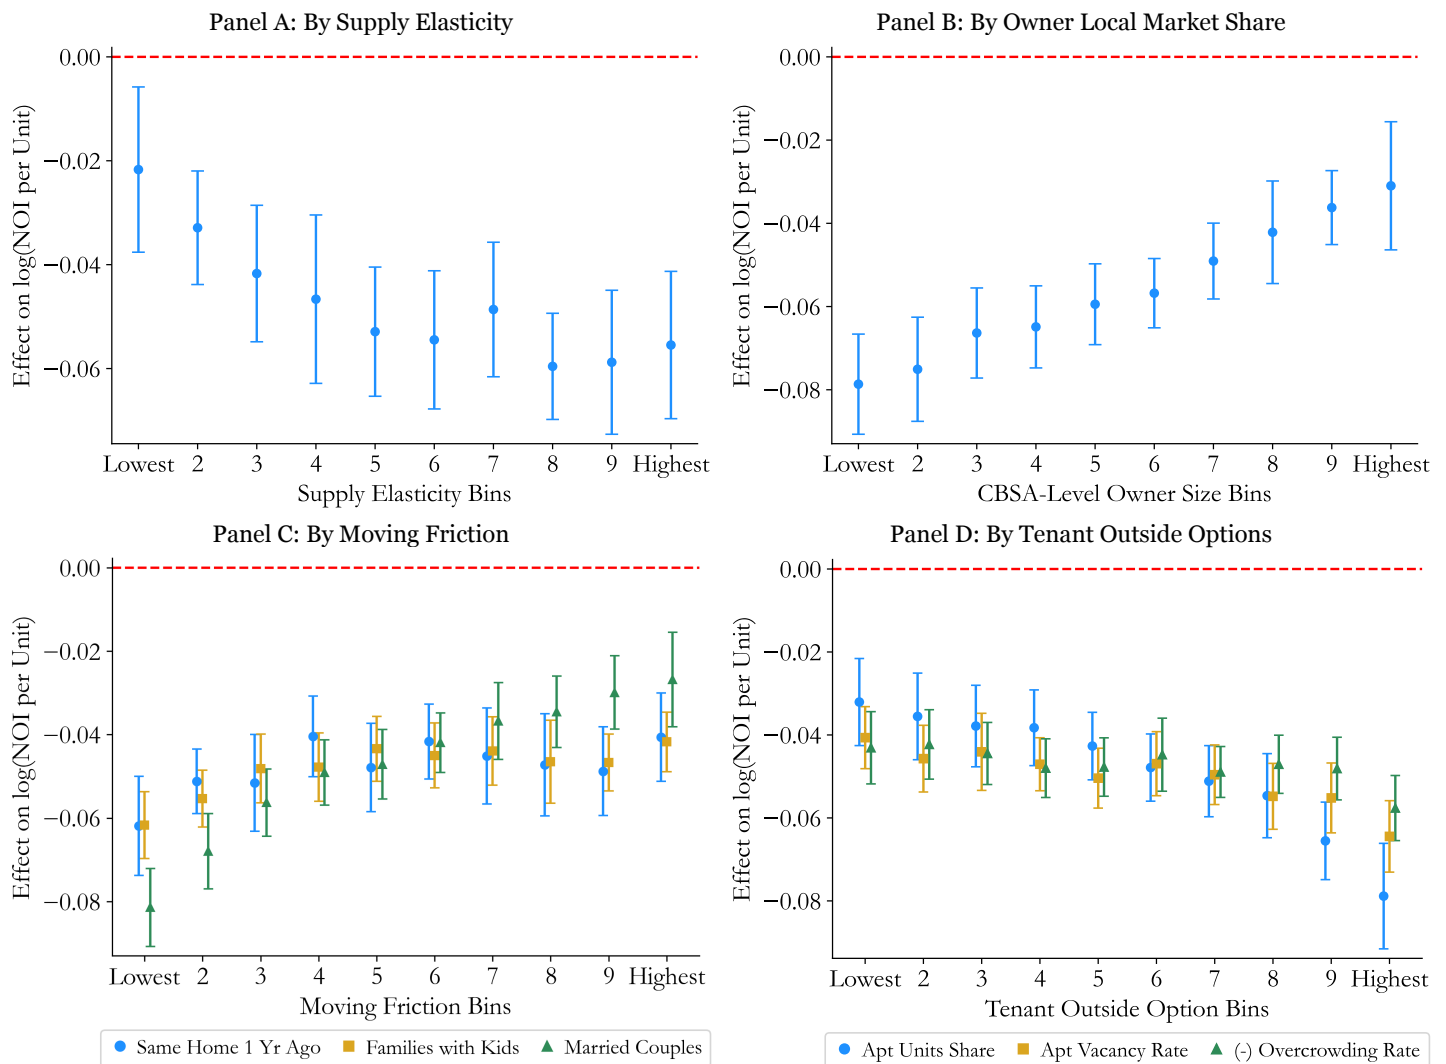 Panel A: By Supply Elasticity
0.00
−0.02
−0.04
−0.06
Effect on log(NOI per Unit)
Lowest 2 3 4 5 6 7 8 9 Highest
Supply Elasticity Bins
Panel B: By Owner Local Market Share
0.00
−0.02
−0.04
−0.06
−0.08
Effect on log(NOI per Unit)
Lowest 2 3 4 5 6 7 8 9 Highest
CBSA-Level Owner Size Bins
Panel C: By Moving Friction
0.00
−0.02
−0.04
−0.06
−0.08
Effect on log(NOI per Unit)
Lowest 2 3 4 5 6 7 8 9 Highest
Moving Friction Bins
Same Home 1 Yr Ago Families with Kids Married Couples
Panel D: By Tenant Outside Options
0.00
−0.02
−0.04
−0.06
−0.08
Effect on log(NOI per Unit)
Lowest 2 3 4 5 6 7 8 9 Highest
Tenant Outside Option Bins
Apt Units Share Apt Vacancy Rate (-) Overcrowding Rate